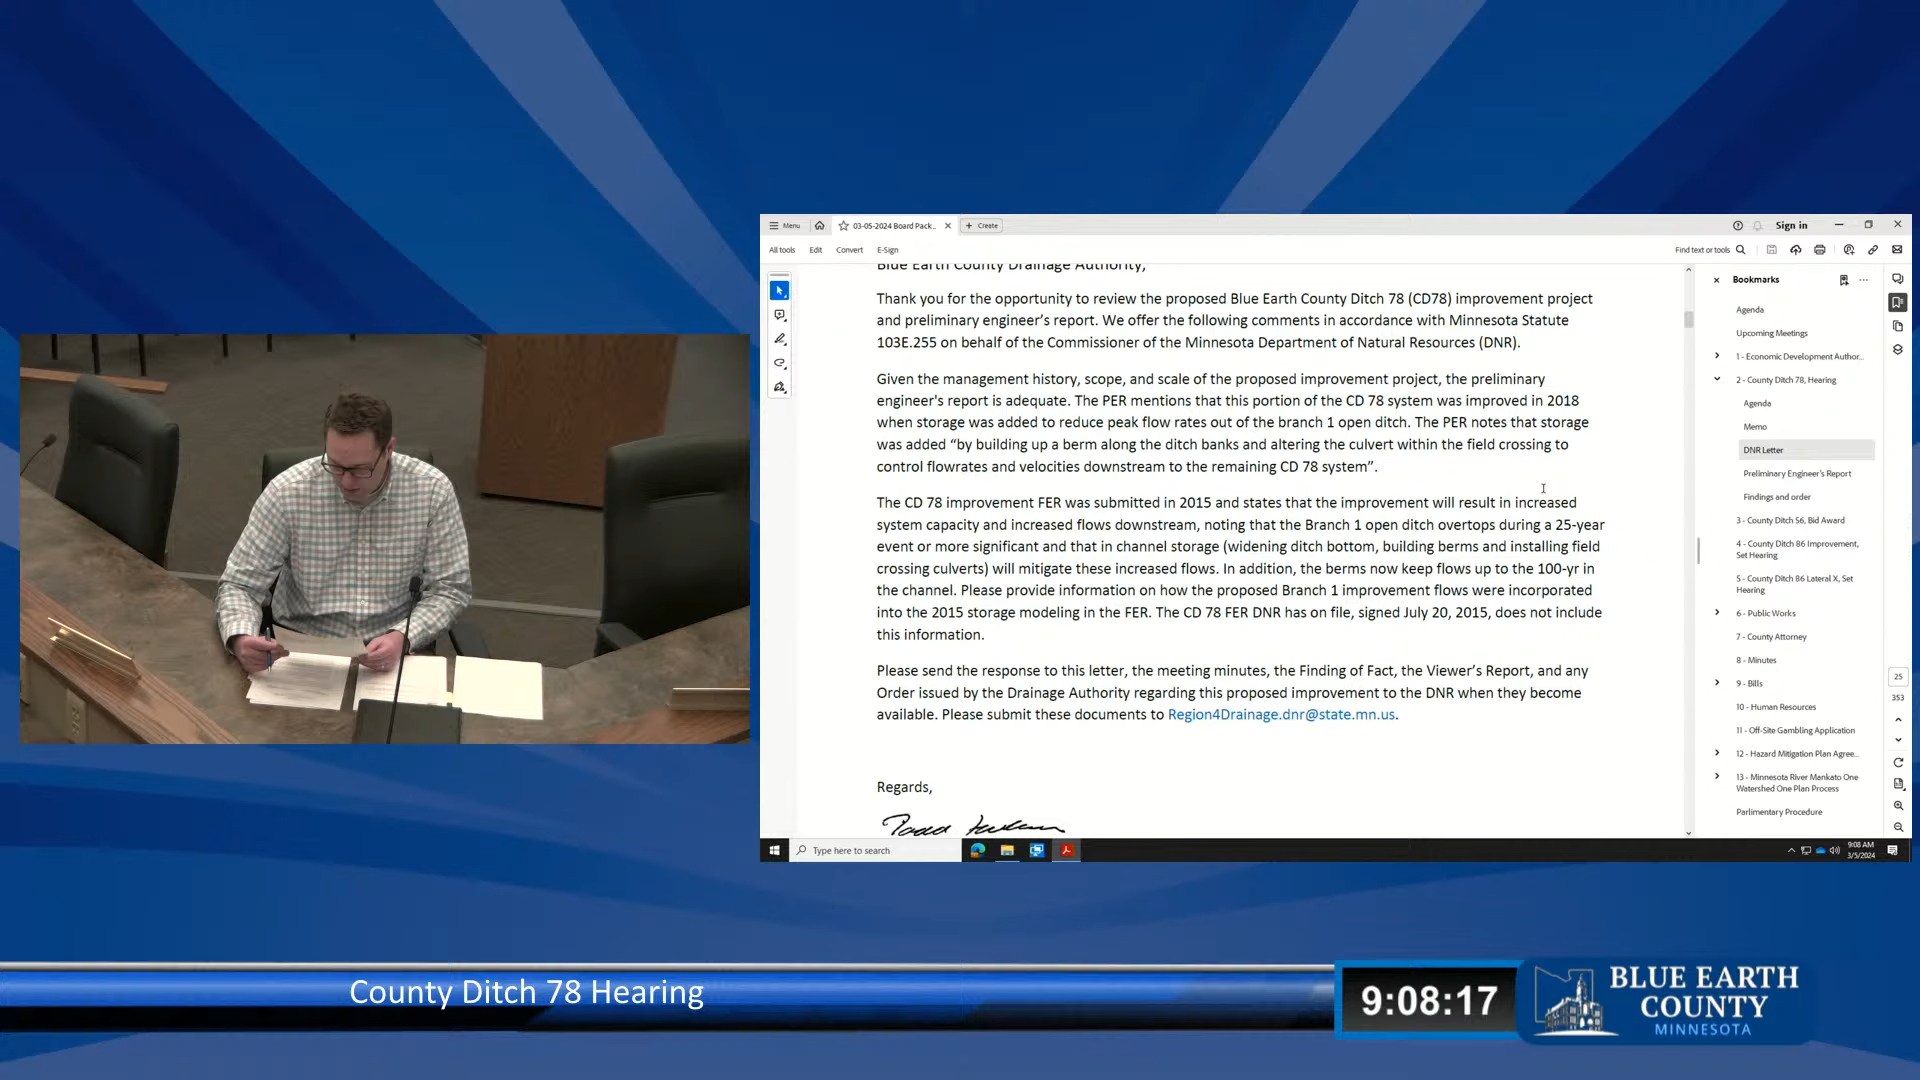 Menu
03-05-2024 Board Pack...
Create
Sign in
All tools
Edit
Convert
E-Sign
Find text or tools
Blue Earth County Drainage Authority,
Thank you for the opportunity to review the proposed Blue Earth County Ditch 78 (CD78) improvement project
and preliminary engineer's report. We offer the following comments in accordance with Minnesota Statute
103E.255 on behalf of the Commissioner of the Minnesota Department of Natural Resources (DNR).
Given the management history, scope, and scale of the proposed improvement project, the preliminary
engineer's report is adequate. The PER mentions that this portion of the CD 78 system was improved in 2018
when storage was added to reduce peak flow rates out of the branch 1 open ditch. The PER notes that storage
was added "by building up a berm along the ditch banks and altering the culvert within the field crossing to
control flowrates and velocities downstream to the remaining CD 78 system".
The CD 78 improvement FER was submitted in 2015 and states that the improvement will result in increased
system capacity and increased flows downstream, noting that the Branch 1 open ditch overtops during a 25-year
event or more significant and that in channel storage (widening ditch bottom, building berms and installing field
crossing culverts) will mitigate these increased flows. In addition, the berms now keep flows up to the 100-yr in
the channel. Please provide information on how the proposed Branch 1 improvement flows were incorporated
into the 2015 storage modeling in the FER. The CD 78 FER DNR has on file, signed July 20, 2015, does not include
this information.
Please send the response to this letter, the meeting minutes, the Finding of Fact, the Viewer's Report, and any
Order issued by the Drainage Authority regarding this proposed improvement to the DNR when they become
available. Please submit these documents to Region4Drainage.dnr@state.mn.us.
Regards,
Bookmarks
Agenda
Upcoming Meetings
1 - Economic Development Author...
2 - County Ditch 78, Hearing
Agenda
Memo
DNR Letter
Preliminary Engineer's Report
Findings and order
3 - County Ditch 56, Bid Award
4 - County Ditch 86 Improvement,
Set Hearing
5 - County Ditch 86 Lateral X, Set
Hearing
6 - Public Works
7 - County Attorney
8 - Minutes
9 - Bills
10 - Human Resources
11 - Off-Site Gambling Application
12 - Hazard Mitigation Plan Agree...
13 - Minnesota River Mankato One
Watershed One Plan Process
Parlimentary Procedure
25
353
Type here to search
9:08 AM
3/5/2024
County Ditch 78 Hearing
9:08:17
BLUE EARTH
COUNTY
MINNESOTA